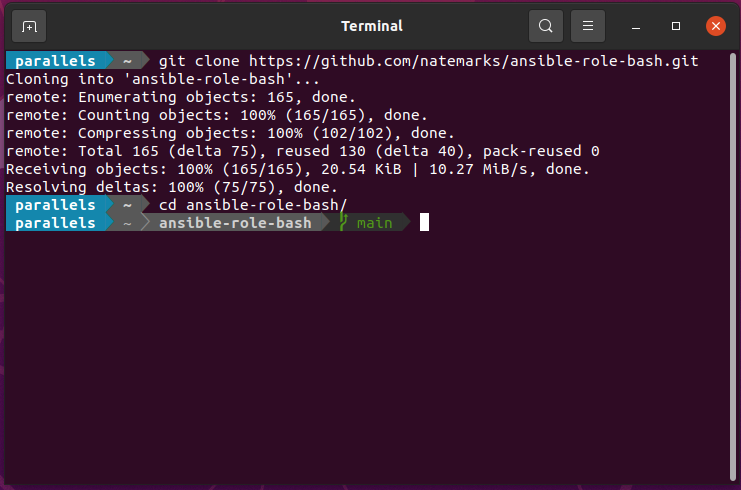 Terminal
parallels ~ git clone https://github.com/natemarks/ansible-role-bash.git
Cloning into 'ansible-role-bash'...
remote: Enumerating objects: 165, done.
remote: Counting objects: 100% (165/165), done.
remote: Compressing objects: 100% (102/102), done.
remote: Total 165 (delta 75), reused 130 (delta 40), pack-reused 0
Receiving objects: 100% (165/165), 20.54 KiB | 10.27 MiB/s, done.
Resolving deltas: 100% (75/75), done.
parallels ~ cd ansible-role-bash/
parallels ~ ansible-role-bash main